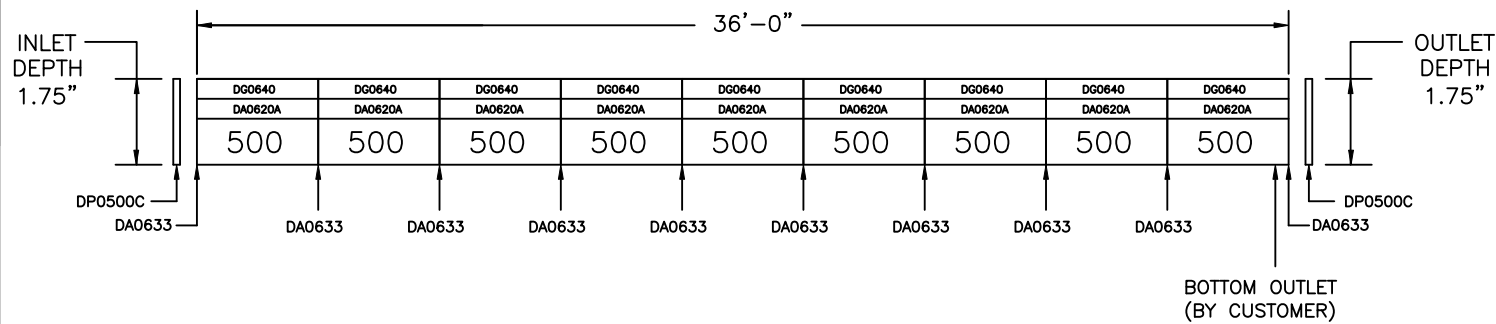 36'-0"
INLET
DEPTH
1.75"
OUTLET
DEPTH
1.75"
DG0640 DG0640 DG0640 DG0640 DG0640 DG0640 DG0640 DG0640 DG0640
DA0620A DA0620A DA0620A DA0620A DA0620A DA0620A DA0620A DA0620A DA0620A
500 500 500 500 500 500 500 500 500
DP0500C DP0500C
DA0633 DA0633 DA0633 DA0633 DA0633 DA0633 DA0633 DA0633 DA0633 DA0633
BOTTOM OUTLET
(BY CUSTOMER)